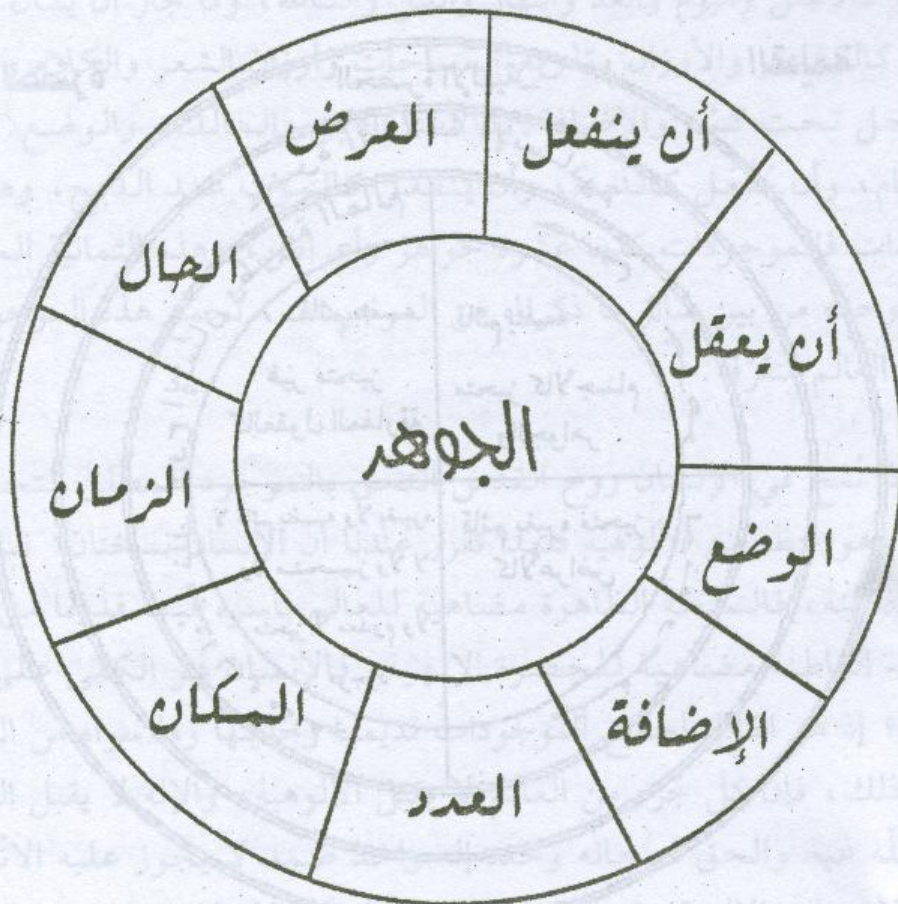 العرض
أن ينفعل
أن يعقل
الوضع
الإضافة
العدد
المكان
الزمان
الحال
الجوهر